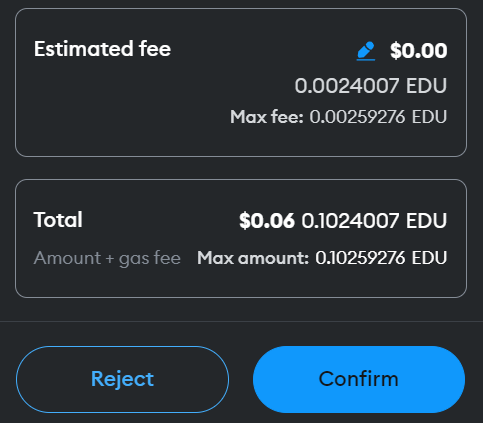 Estimated fee $0.00
0.0024007 EDU
Max fee: 0.00259276 EDU
Total $0.06 0.1024007 EDU
Amount + gas fee Max amount: 0.10259276 EDU
Reject Confirm